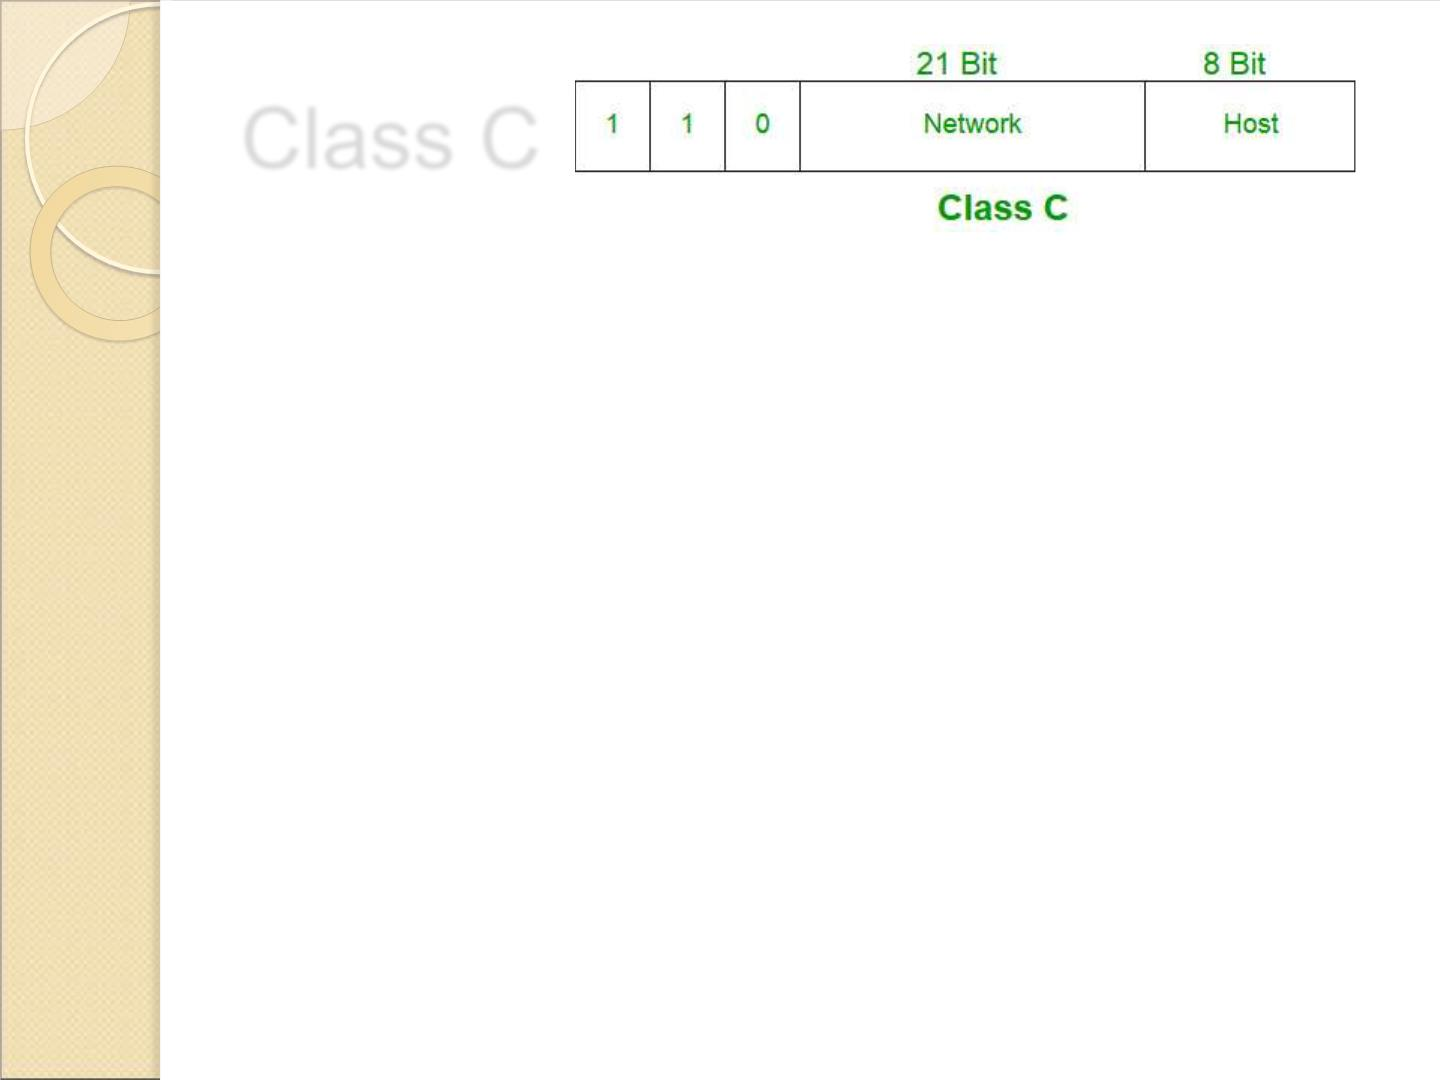 21 Bit 8 Bit
Class C
1 1 0 Network Host
Class C